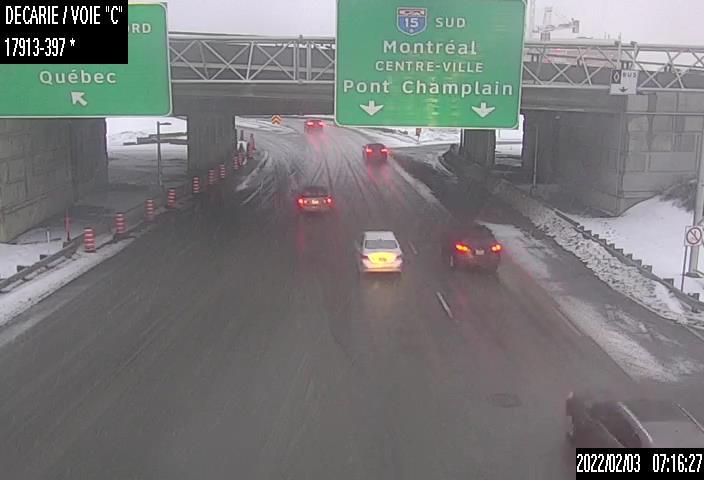 DECARIE / VOIE "C"
17913-397 *
Québec
15 SUD
Montréal
CENTRE-VILLE
Pont Champlain
BUS
2022/02/03 07:16:27